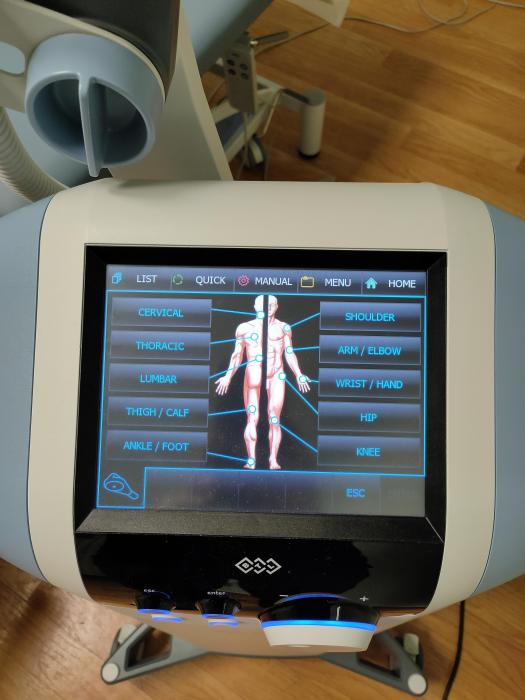 LIST QUICK MANUAL MENU HOME
CERVICAL
THORACIC
LUMBAR
THIGH / CALF
ANKLE / FOOT
SHOULDER
ARM / ELBOW
WRIST / HAND
HIP
KNEE
ESC
esc enter - +